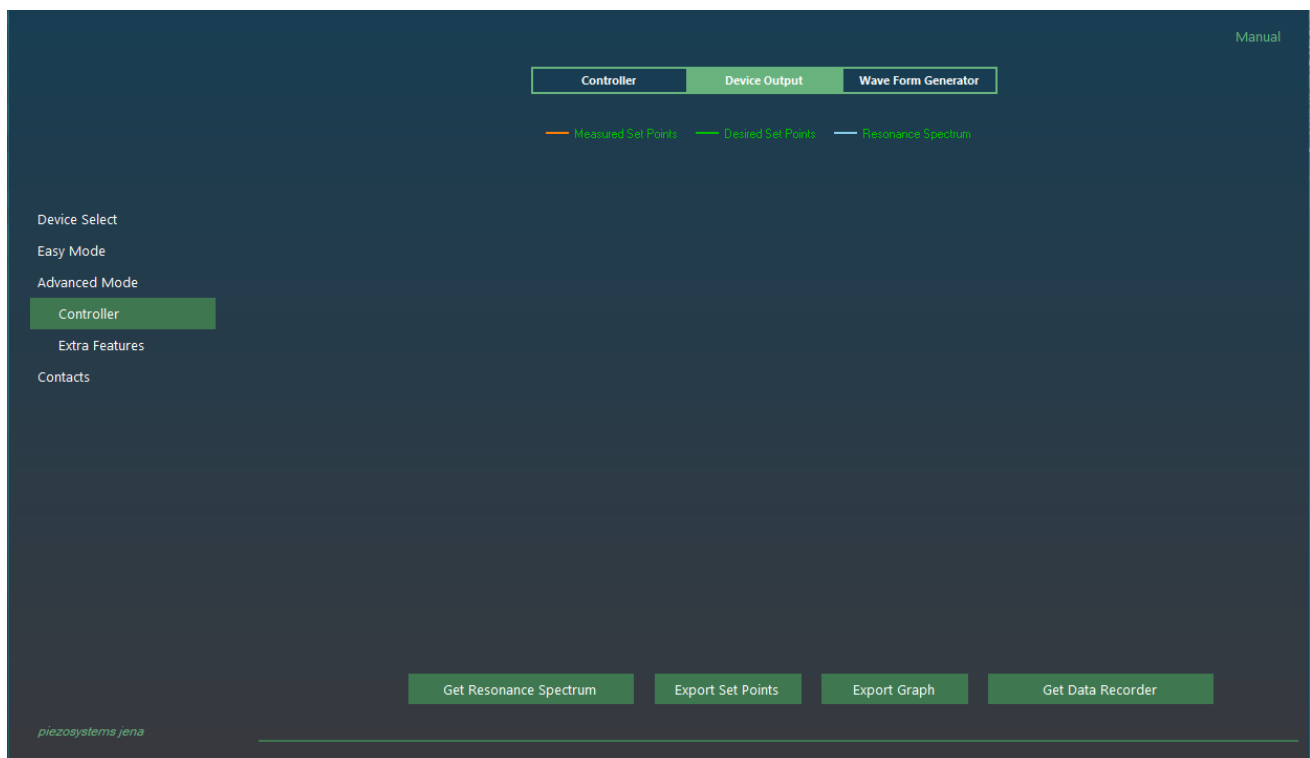 Manual
Controller Device Output Wave Form Generator
Measured Set Points Desired Set Points Resonance Spectrum
Device Select
Easy Mode
Advanced Mode
Controller
Extra Features
Contacts
Get Resonance Spectrum Export Set Points Export Graph Get Data Recorder
piezosystems jena